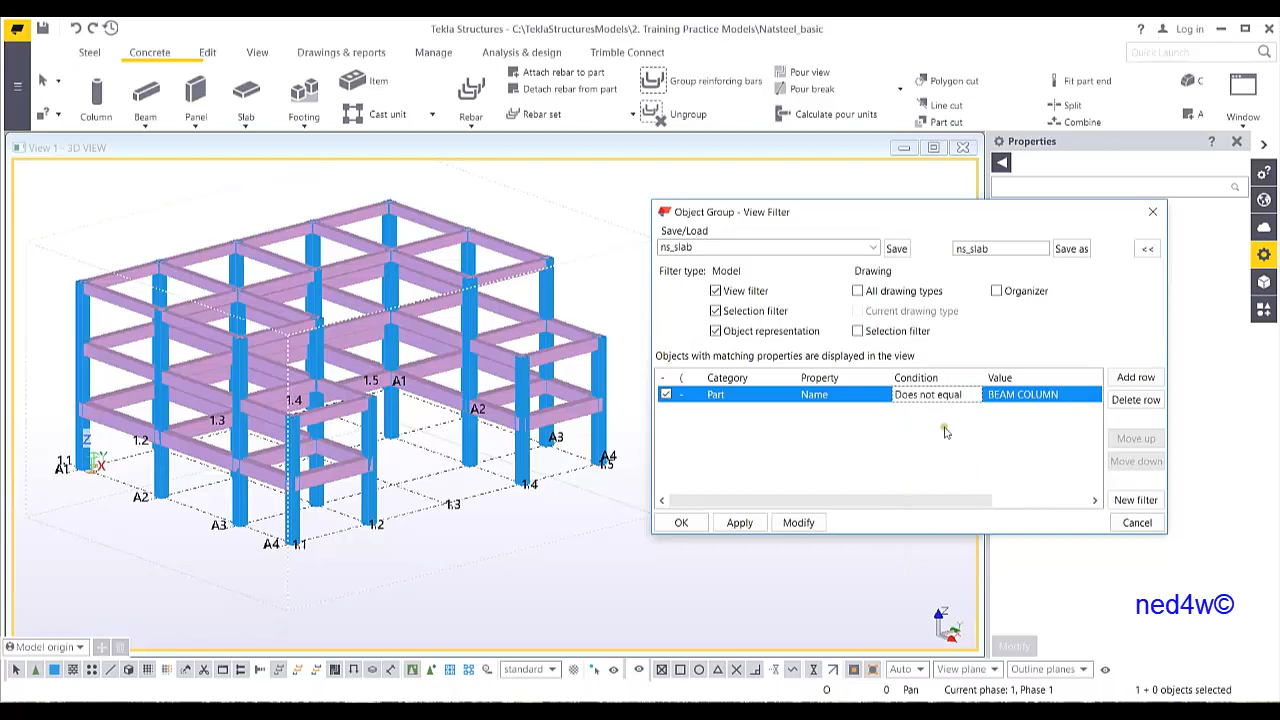 Tekla Structures - C:\TeklaStructuresModels\2. Training Practice Models\Natsteel_basic
? Log in
Steel Concrete Edit View Drawings & reports Manage Analysis & design Trimble Connect
Quick Launch
Item
Attach rebar to part
Detach rebar from part
Group reinforcing bars
Pour view
Pour break
Polygon cut
Fit part end
C
Column Beam Panel Slab Footing
Cast unit
Rebar
Rebar set
Ungroup
Calculate pour units
Line cut
Part cut
Split
Combine
A
Window
View 1 - 3D VIEW
Properties ?
Object Group - View Filter
Save/Load
ns_slab Save ns_slab Save as <<
Filter type: Model Drawing
View filter All drawing types Organizer
Selection filter Current drawing type
Object representation Selection filter
Objects with matching properties are displayed in the view
- ( Category Property Condition Value
Part Name Does not equal BEAM COLUMN
Add row
Delete row
Move up
Move down
New filter
OK Apply Modify Cancel
1.5 A1
1.4
A2
1.3
1.2
Z
Y
X
1.1
A1
A3
A4
1.5
A2
1.4
1.3
A3
1.2
A4 1.1
Z
Y
ned4w©
Model origin
Modify
standard
Auto View plane Outline planes
O 0 Pan Current phase: 1, Phase 1 1 + 0 objects selected